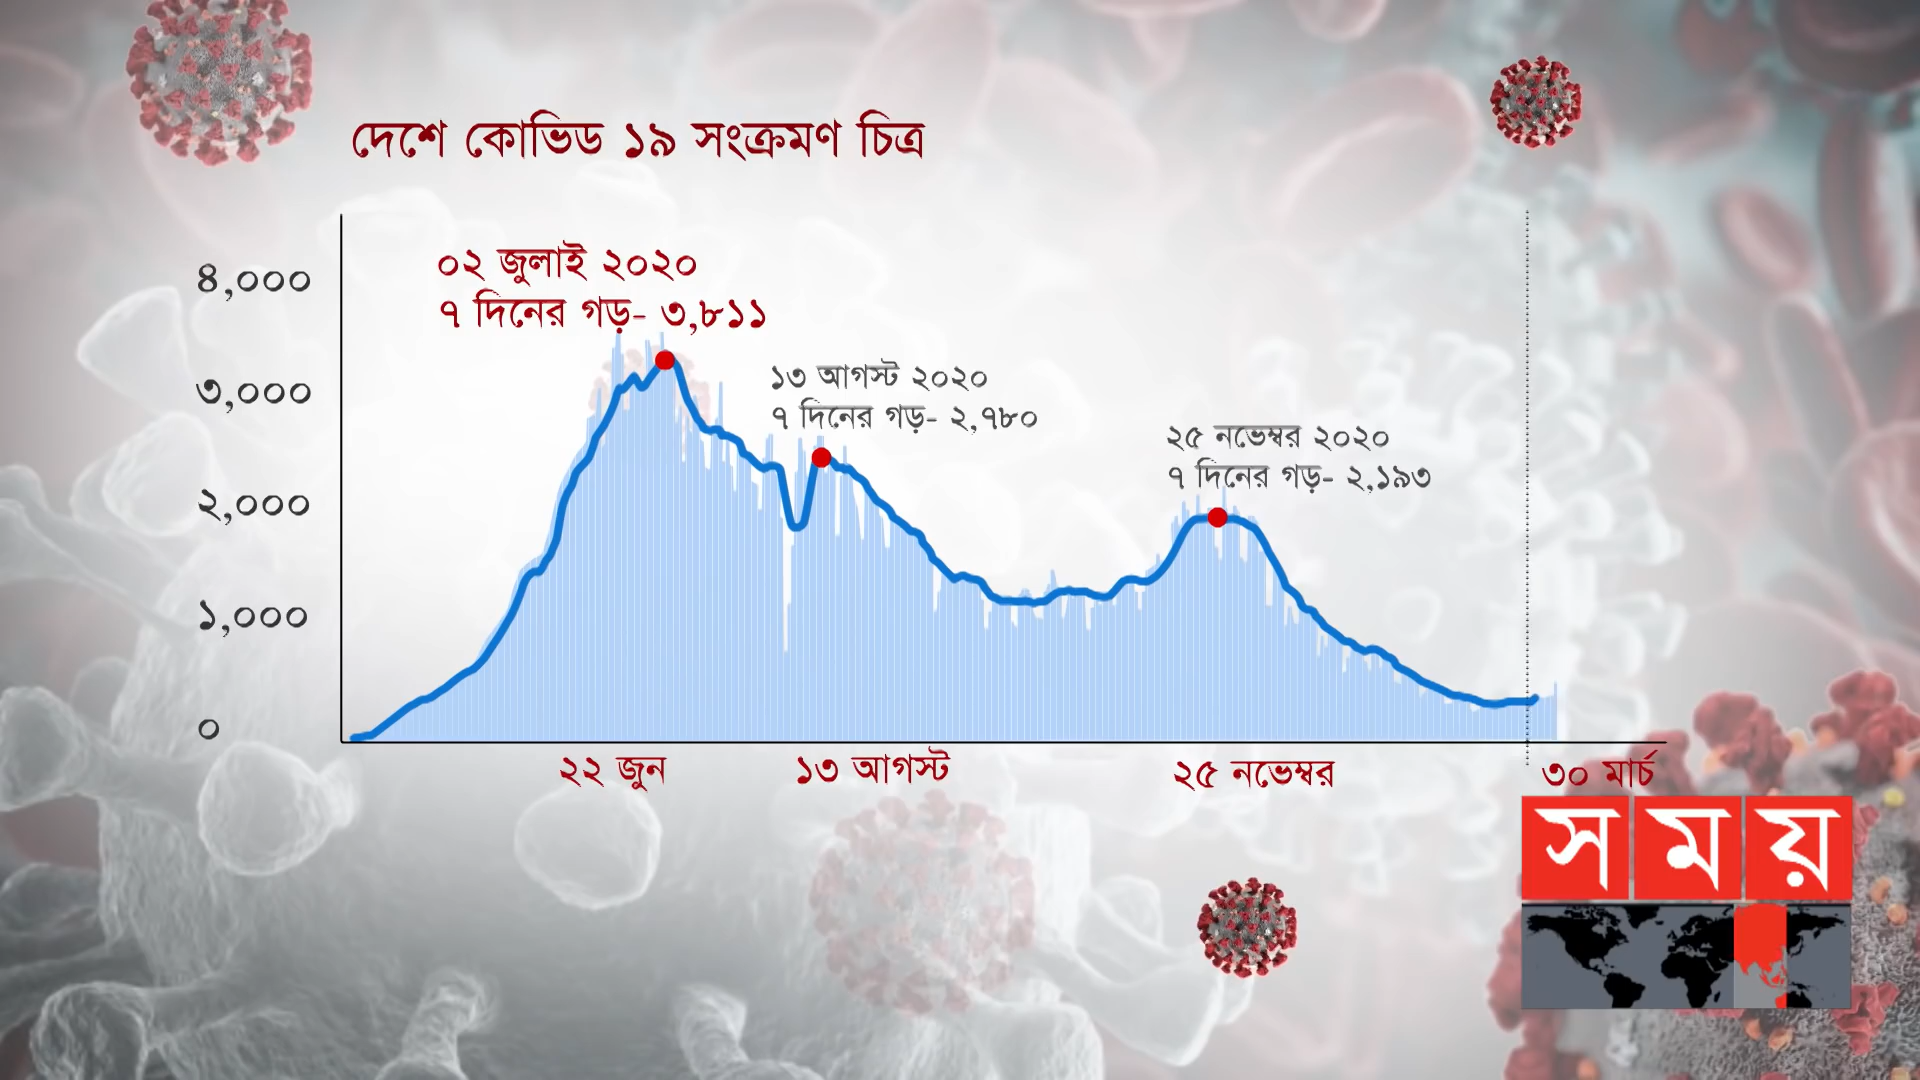 দেশে কোভিড ১৯ সংক্রমণ চিত্র
০২ জুলাই ২০২০
৭ দিনের গড়- ৩,৮১১
১৩ আগস্ট ২০২০
৭ দিনের গড়- ২,৭৮০
২৫ নভেম্বর ২০২০
৭ দিনের গড়- ২,১৯৩
৪,০০০
৩,০০০
২,০০০
১,০০০
০
২২ জুন
১৩ আগস্ট
২৫ নভেম্বর
৩০ মার্চ
সময়